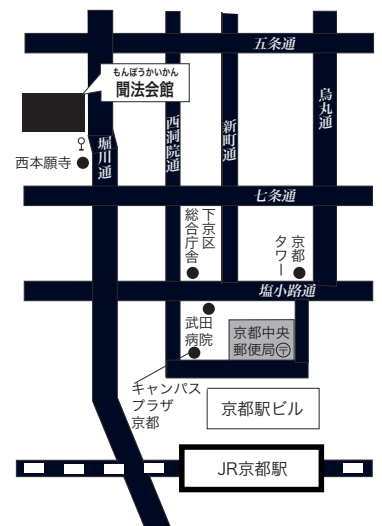 五条通
もんぽうかいかん
聞法会館
烏丸通
新町通
西洞院通
堀川通
西本願寺
七条通
下京区
総合庁舎
京都
タワー
塩小路通
武田
病院
京都中央
郵便局〒
キャンパス
プラザ
京都
京都駅ビル
JR京都駅